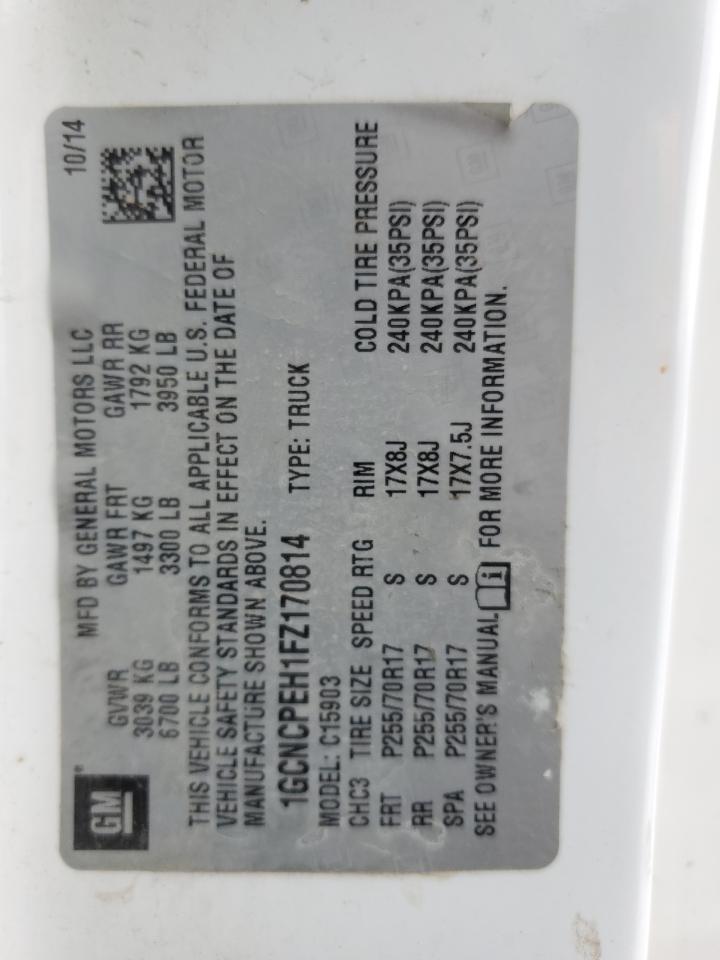 GM
MFD BY GENERAL MOTORS LLC 10/14
GVWR GAWR FRT GAWR RR
3039 KG 1497 KG 1792 KG
6700 LB 3300 LB 3950 LB
THIS VEHICLE CONFORMS TO ALL APPLICABLE U.S. FEDERAL MOTOR
VEHICLE SAFETY STANDARDS IN EFFECT ON THE DATE OF
MANUFACTURE SHOWN ABOVE.
1GCNCPEH1FZ170814 TYPE: TRUCK
MODEL: C15903
CHC3 TIRE SIZE SPEED RTG RIM COLD TIRE PRESSURE
FRT P255/70R17 S 17X8J 240KPA(35PSI)
RR P255/70R17 S 17X8J 240KPA(35PSI)
SPA P255/70R17 S 17X7.5J 240KPA(35PSI)
SEE OWNER'S MANUAL i FOR MORE INFORMATION.